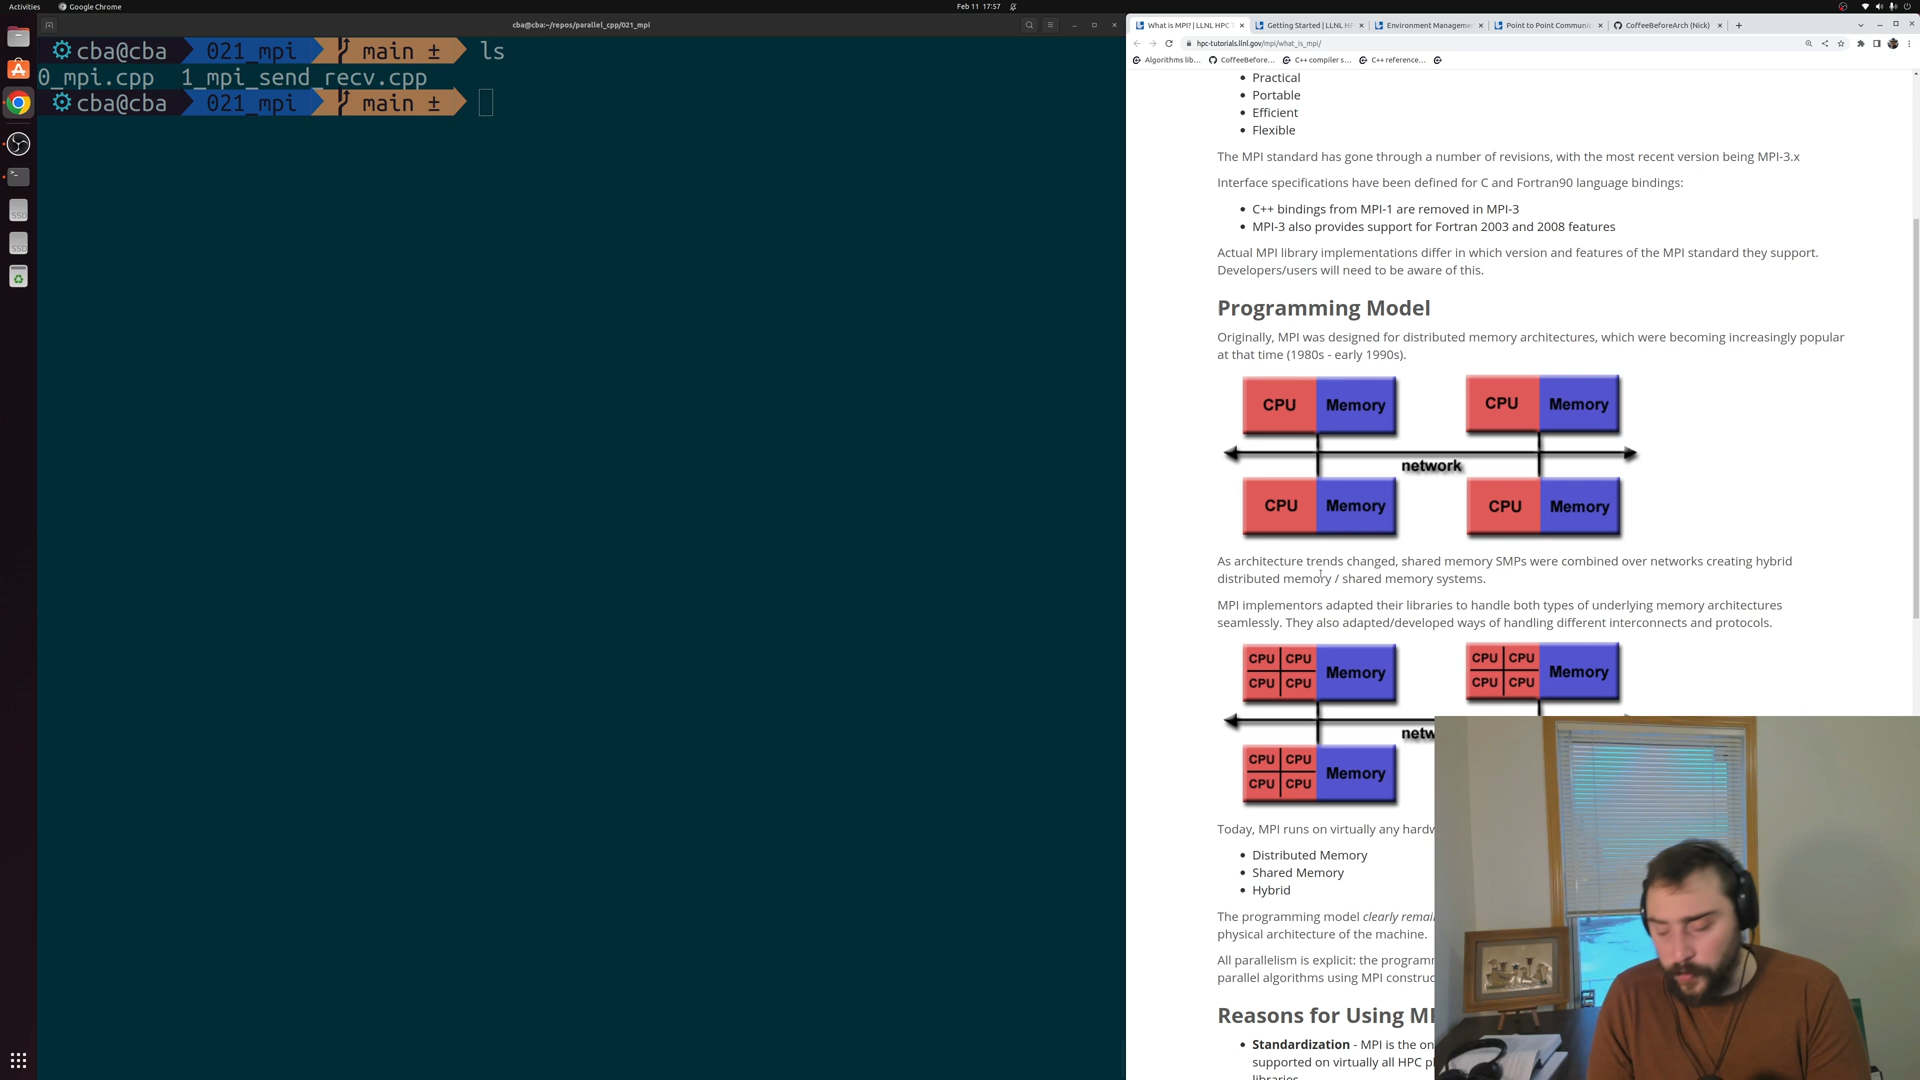 Activities
Google Chrome
Feb 11 17:57
cba@cba:~/repos/parallel_cpp/021_mpi
cba@cba 021_mpi main ± ls
0_mpi.cpp 1_mpi_send_recv.cpp
cba@cba 021_mpi main ±
What is MPI? | LLNL HPC T
Getting Started | LLNL HPC
Environment Managemen
Point to Point Communic
CoffeeBeforeArch (Nick)
hpc-tutorials.llnl.gov/mpi/what_is_mpi/
Algorithms lib...
CoffeeBefore...
C++ compiler s...
C++ reference...
Practical
Portable
Efficient
Flexible
The MPI standard has gone through a number of revisions, with the most recent version being MPI-3.x
Interface specifications have been defined for C and Fortran90 language bindings:
C++ bindings from MPI-1 are removed in MPI-3
MPI-3 also provides support for Fortran 2003 and 2008 features
Actual MPI library implementations differ in which version and features of the MPI standard they support.
Developers/users will need to be aware of this.
Programming Model
Originally, MPI was designed for distributed memory architectures, which were becoming increasingly popular
at that time (1980s - early 1990s).
CPU Memory CPU Memory
network
CPU Memory CPU Memory
As architecture trends changed, shared memory SMPs were combined over networks creating hybrid
distributed memory / shared memory systems.
MPI implementors adapted their libraries to handle both types of underlying memory architectures
seamlessly. They also adapted/developed ways of handling different interconnects and protocols.
CPU CPU CPU CPU
Memory Memory
CPU CPU CPU CPU
netw
CPU CPU
Memory
CPU CPU
Today, MPI runs on virtually any hardw
Distributed Memory
Shared Memory
Hybrid
The programming model clearly remai
physical architecture of the machine.
All parallelism is explicit: the programm
parallel algorithms using MPI construc
Reasons for Using MP
Standardization - MPI is the on
supported on virtually all HPC pl
libraries